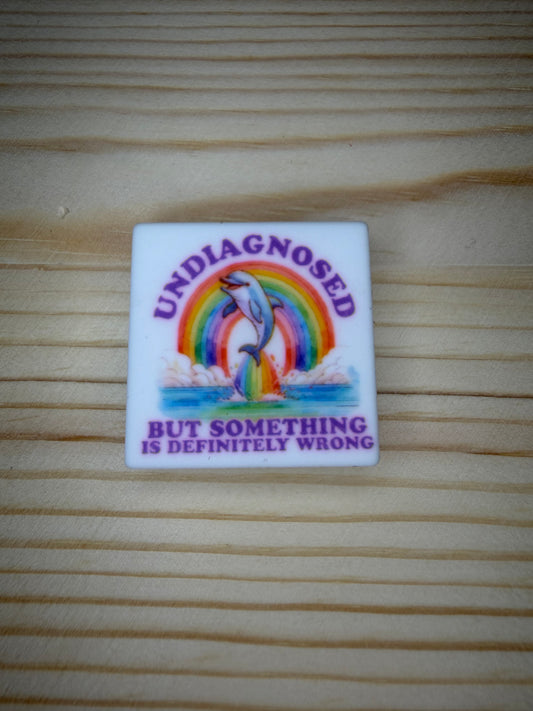 UNDIAGNOSED
BUT SOMETHING
IS DEFINITELY WRONG